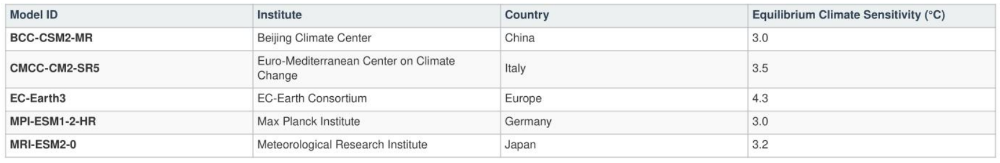 Model ID Institute Country Equilibrium Climate Sensitivity (°C)
BCC-CSM2-MR Beijing Climate Center China 3.0
CMCC-CM2-SR5 Euro-Mediterranean Center on Climate Italy 3.5
Change
EC-Earth3 EC-Earth Consortium Europe 4.3
MPI-ESM1-2-HR Max Planck Institute Germany 3.0
MRI-ESM2-0 Meteorological Research Institute Japan 3.2